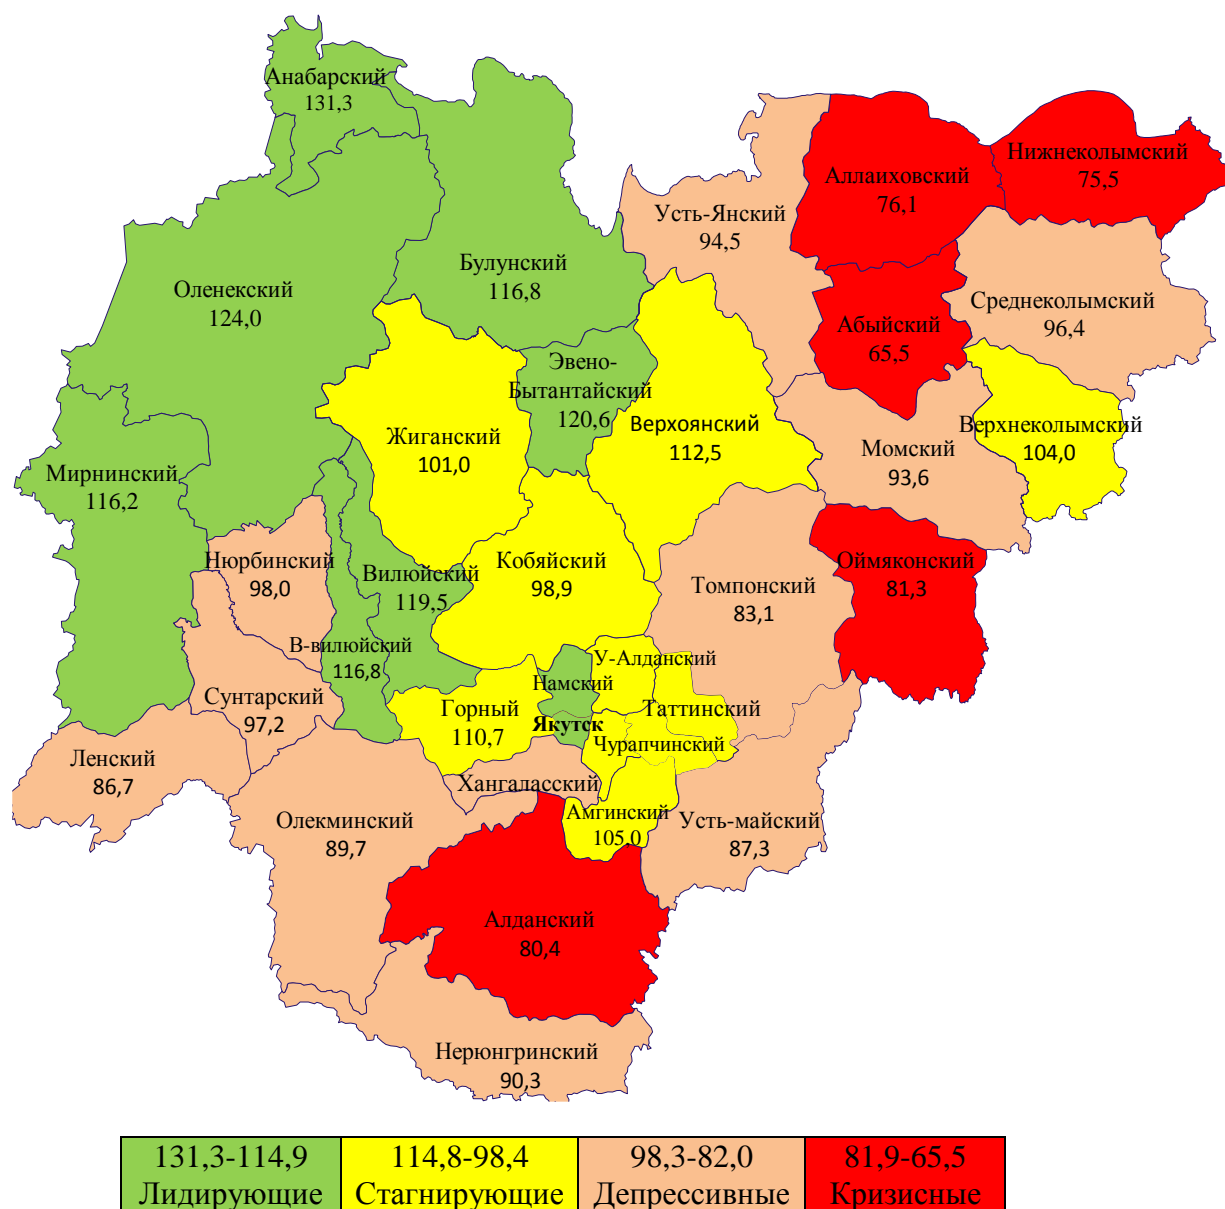 Анабарский
131,3
Нижнеколымский
75,5
Аллаиховский
76,1
Усть-Янский
94,5
Булунский
116,8
Оленекский
124,0
Среднеколымский
96,4
Абыйский
65,5
Эвено-
Бытантайский
120,6
Верхоянский
112,5
Верхнеколымский
104,0
Жиганский
101,0
Момский
93,6
Мирнинский
116,2
Нюрбинский
98,0
Вилюйский
119,5
Кобяйский
98,9
Томпонский
83,1
Оймяконский
81,3
В-вилюйский
116,8
У-Алданский
Намский
Сунтарский
97,2
Горный
110,7
Якутск
Таттинский
Чурапчинский
Ленский
86,7
Хангаласский
Амгинский
105,0
Усть-майский
87,3
Олекминский
89,7
Алданский
80,4
Нерюнгринский
90,3
131,3-114,9
Лидирующие
114,8-98,4
Стагнирующие
98,3-82,0
Депрессивные
81,9-65,5
Кризисные